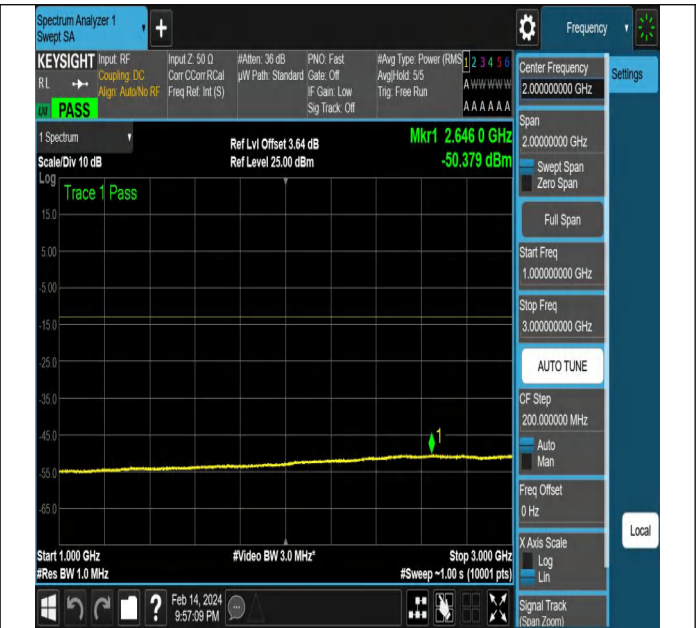 Spectrum Analyzer 1
Swept SA
+
Frequency
KEYSIGHT
RL
PASS
Input: RF
Coupling: DC
Align: Auto/No RF
Input Z: 50 Ω
Corr CCorr RCal
Freq Ref: Int (S)
#Atten: 36 dB
µW Path: Standard
PNO: Fast
Gate: Off
IF Gain: Low
Sig Track: Off
#Avg Type: Power (RMS
Avg|Hold: 5/5
Trig: Free Run
1 2 3 4 5 6
A W W W W W
A A A A A A
1 Spectrum
Scale/Div 10 dB
Ref Lvl Offset 3.64 dB
Ref Level 25.00 dBm
Mkr1 2.646 0 GHz
-50.379 dBm
Log
Trace 1 Pass
15.0
5.00
-5.00
-15.0
-25.0
-35.0
-45.0
-55.0
-65.0
1
Start 1.000 GHz
#Res BW 1.0 MHz
#Video BW 3.0 MHz*
Stop 3.000 GHz
#Sweep ~1.00 s (10001 pts)
?
Feb 14, 2024
9:57:09 PM
Center Frequency
2.000000000 GHz
Settings
Span
2.00000000 GHz
Swept Span
Zero Span
Full Span
Start Freq
1.000000000 GHz
Stop Freq
3.000000000 GHz
AUTO TUNE
CF Step
200.000000 MHz
Auto
Man
Freq Offset
0 Hz
X Axis Scale
Log
Lin
Local
Signal Track
(Span Zoom)